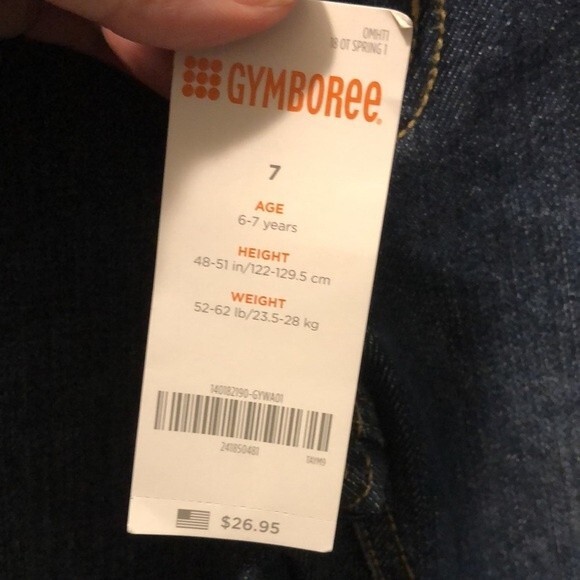 OMHT1
18 OT SPRING 1
GYMBOREE
7
AGE
6-7 years
HEIGHT
48-51 in/122-129.5 cm
WEIGHT
52-62 lb/23.5-28 kg
140182190-GYWA01
241850481
$26.95